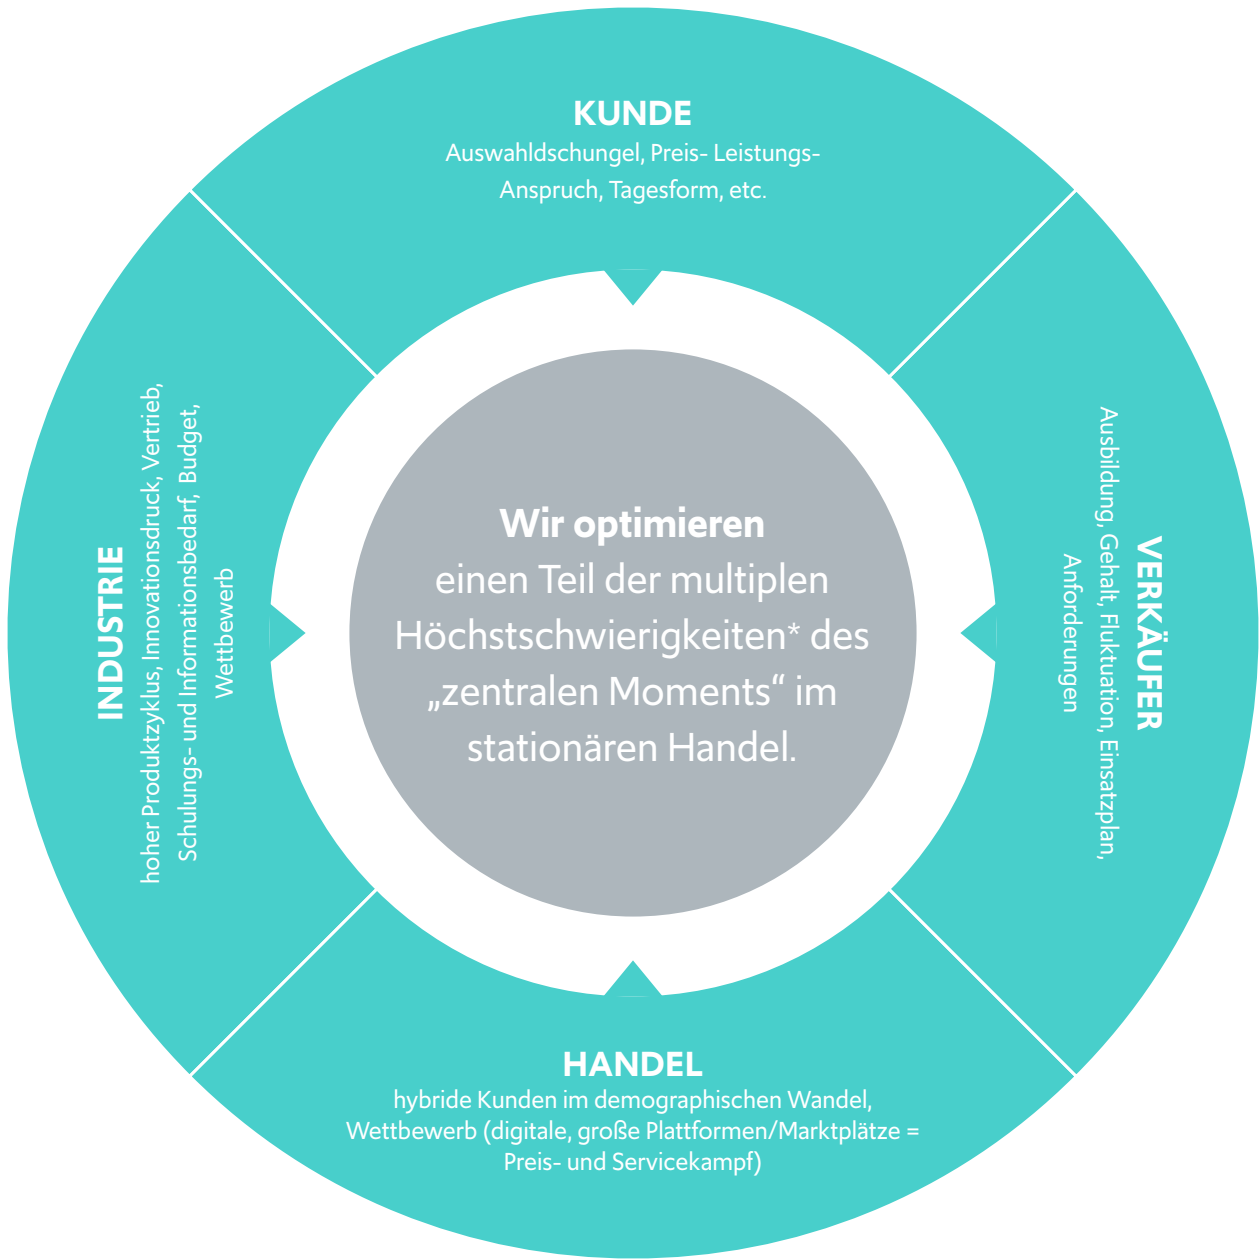 KUNDE
Auswahldschungel, Preis- Leistungs-
Anspruch, Tagesform, etc.
INDUSTRIE
hoher Produktzyklus, Innovationsdruck, Vertrieb,
Schulungs- und Informationsbedarf, Budget,
Wettbewerb
Wir optimieren
einen Teil der multiplen
Höchstschwierigkeiten* des
„zentralen Moments“ im
stationären Handel.
VERKÄUFER
Ausbildung, Gehalt, Fluktuation, Einsatzplan,
Anforderungen
HANDEL
hybride Kunden im demographischen Wandel,
Wettbewerb (digitale, große Plattformen/Marktplätze =
Preis- und Servicekampf)